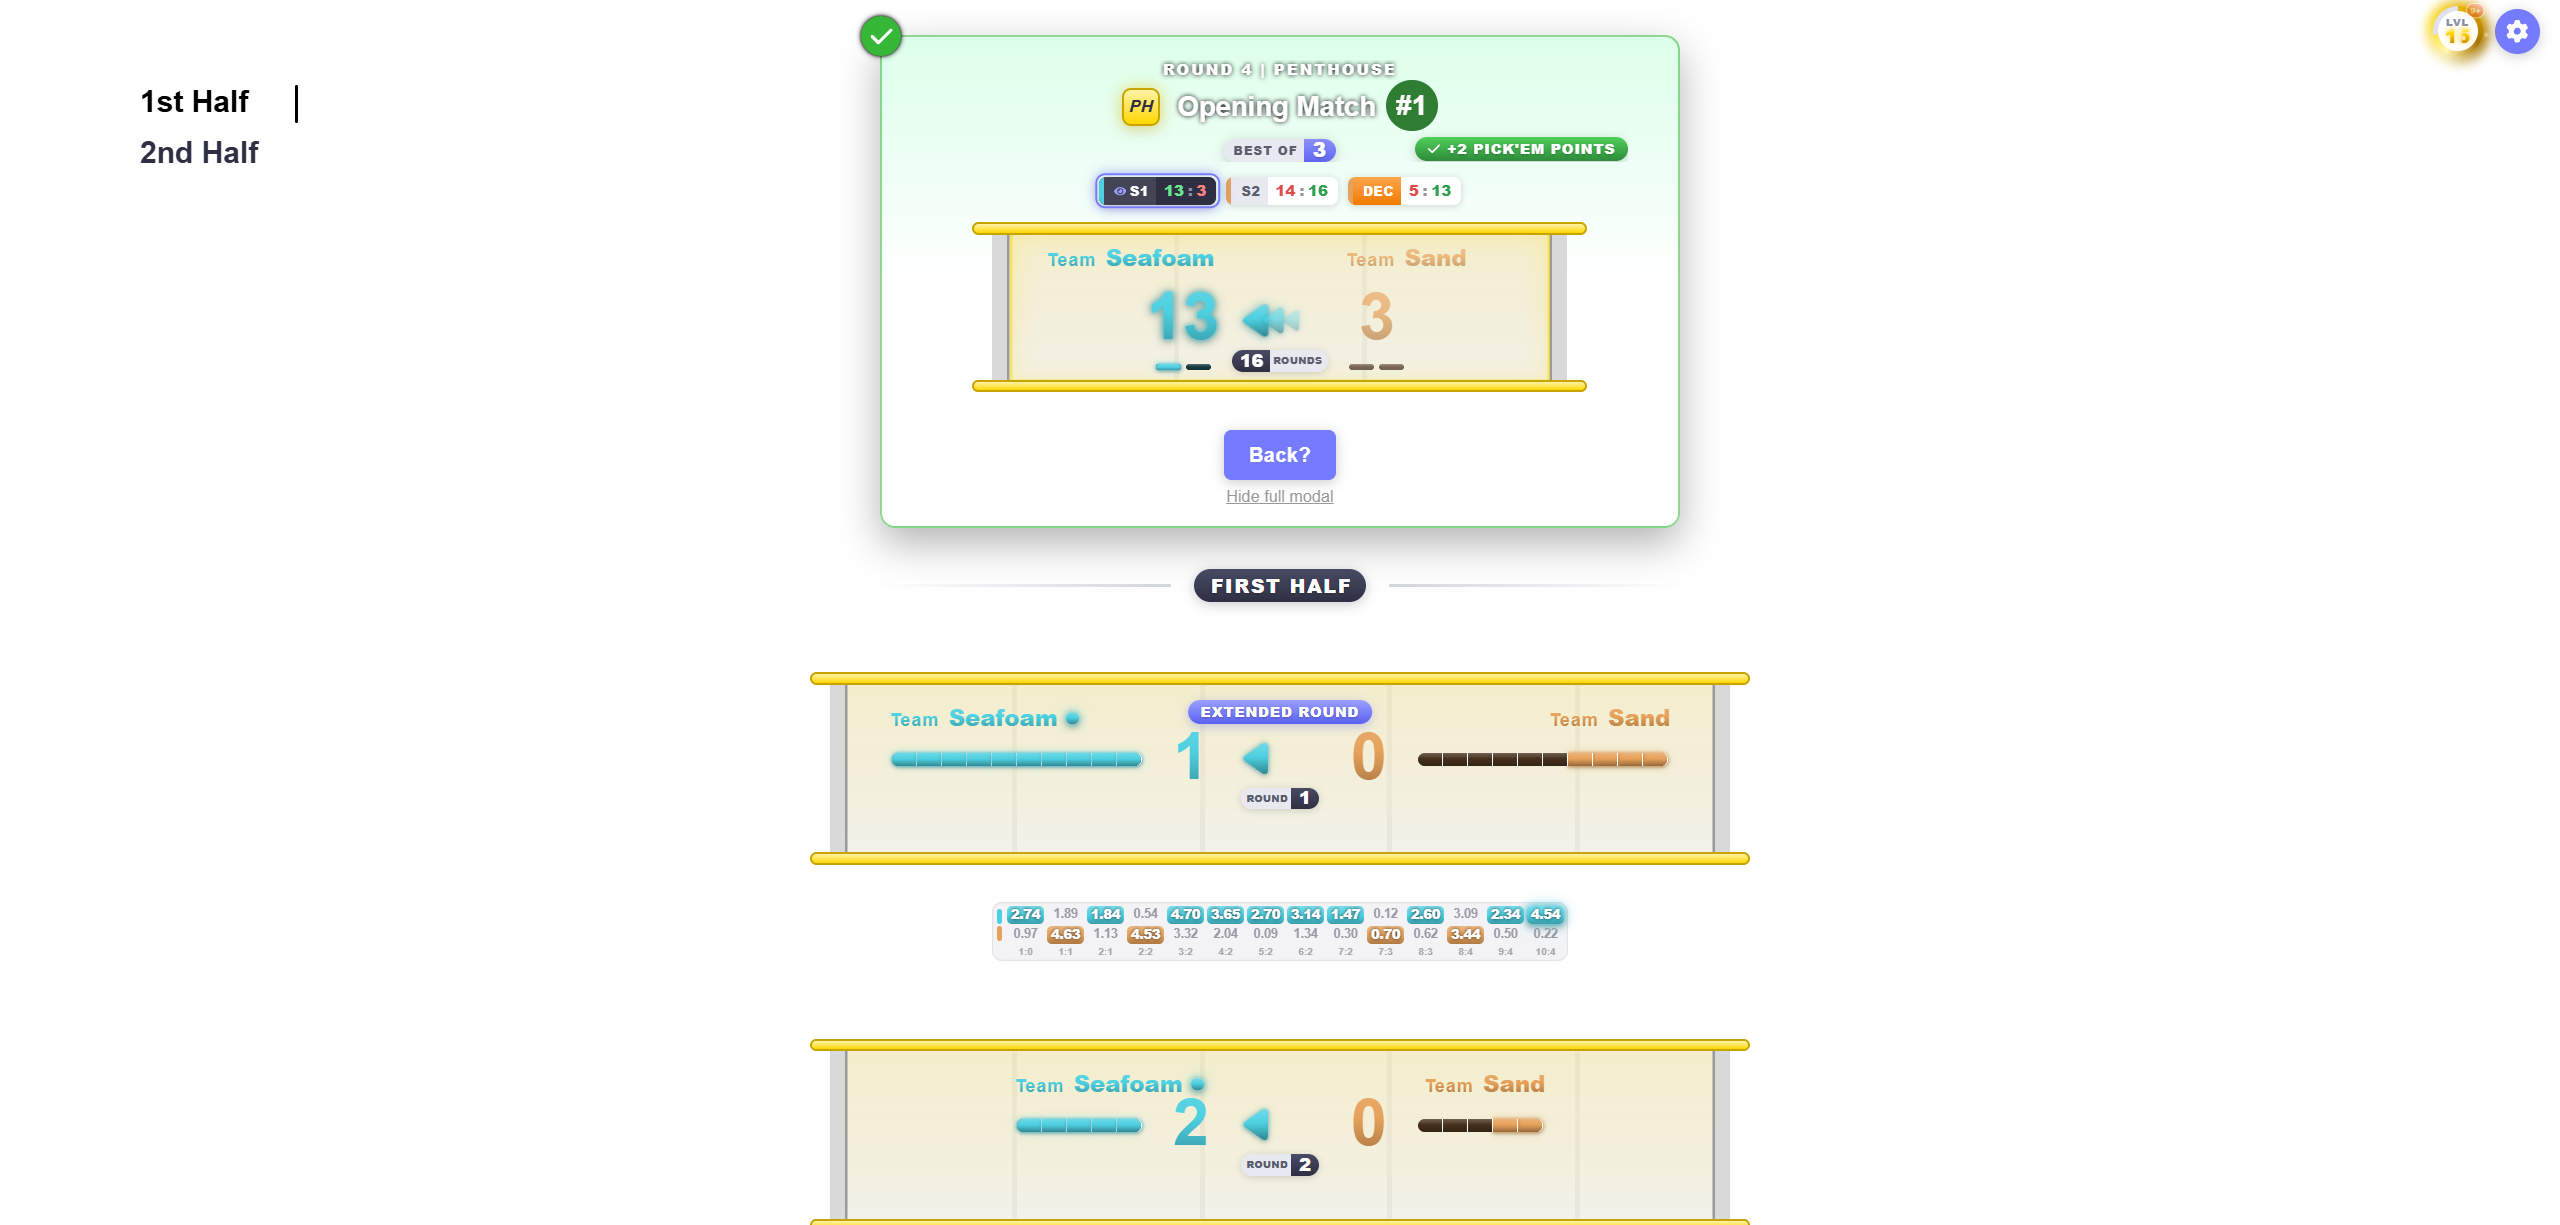 LVL
9+
15
1st Half
2nd Half
ROUND 4 | PENTHOUSE
PH Opening Match #1
BEST OF 3
+2 PICK'EM POINTS
S1 13 : 3
S2 14 : 16
DEC 5 : 13
Team Seafoam
Team Sand
13
3
16 ROUNDS
Back?
Hide full modal
FIRST HALF
Team Seafoam
EXTENDED ROUND
Team Sand
1
0
ROUND 1
2.74 1.89 1.84 0.54 4.70 3.65 2.70 3.14 1.47 0.12 2.60 3.09 2.34 4.54
0.97 4.63 1.13 4.53 3.32 2.04 0.09 1.34 0.30 0.70 0.62 3.44 0.50 0.22
1:0 1:1 2:1 2:2 3:2 4:2 5:2 6:2 7:2 7:3 8:3 8:4 9:4 10:4
Team Seafoam
Team Sand
2
0
ROUND 2